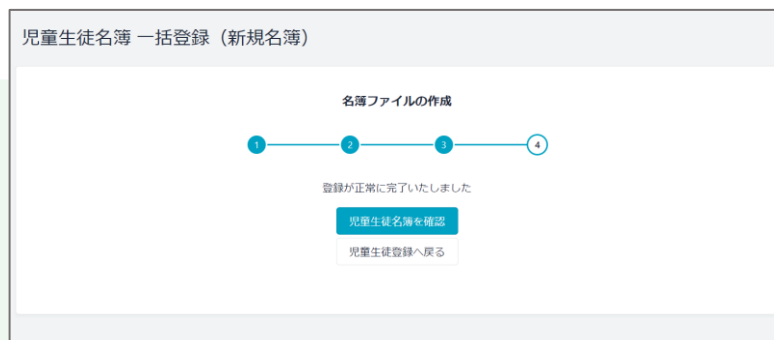 児童生徒名簿 一括登録（新規名簿）
名簿ファイルの作成
1 2 3 4
登録が正常に完了いたしました
児童生徒名簿を確認
児童生徒登録へ戻る